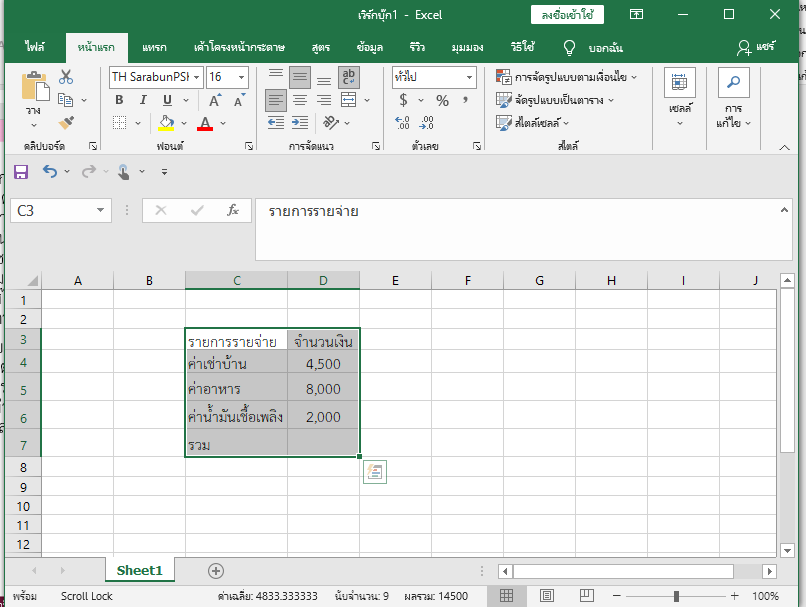 เวิร์กบุ๊ก1 - Excel ลงชื่อเข้าใช้
ไฟล์ หน้าแรก แทรก เค้าโครงหน้ากระดาษ สูตร ข้อมูล รีวิว มุมมอง วิธีใช้ บอกฉัน แชร์
TH SarabunPSK 16 ab ทั่วไป การจัดรูปแบบตามเงื่อนไข
วาง B I U A A $ % , จัดรูปแบบเป็นตาราง เซลล์ การแก้ไข
A .00 .00 สไตล์เซลล์
คลิปบอร์ด ฟอนต์ การจัดแนว ตัวเลข สไตล์
C3 fx รายการรายจ่าย
A B C D E F G H I J
1
2
3 รายการรายจ่าย จำนวนเงิน
4 ค่าเช่าบ้าน 4,500
5 ค่าอาหาร 8,000
6 ค่าน้ำมันเชื้อเพลิง 2,000
7 รวม
8
9
10
11
12
Sheet1
พร้อม Scroll Lock ค่าเฉลี่ย: 4833.333333 นับจำนวน: 9 ผลรวม: 14500 100%